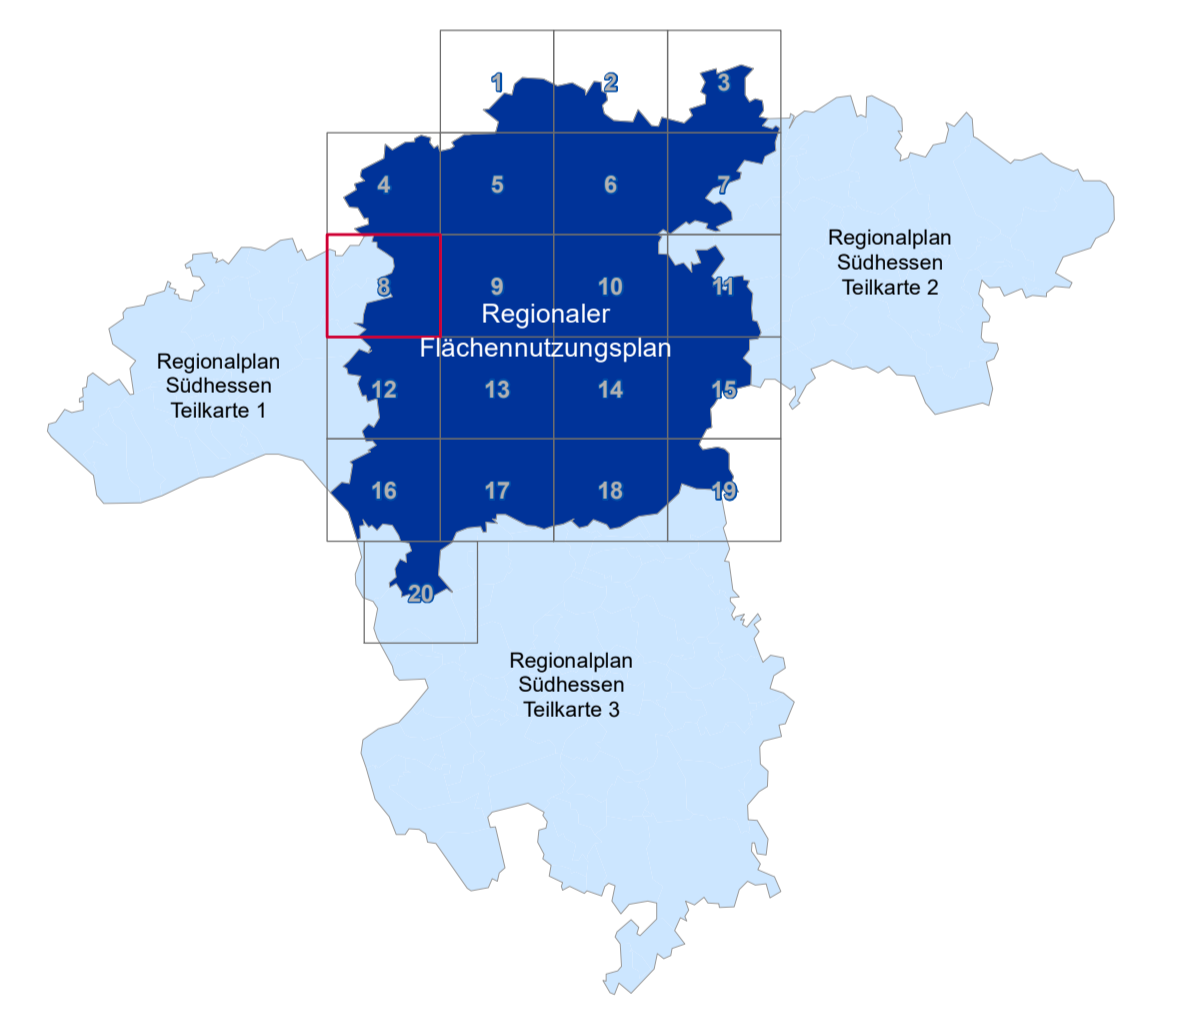 1 2 3
4 5 6 7
Regionalplan
Südhessen
Teilkarte 2
8 9 10 11
Regionaler
Flächennutzungsplan
Regionalplan
Südhessen
Teilkarte 1
12 13 14 15
16 17 18 19
20
Regionalplan
Südhessen
Teilkarte 3